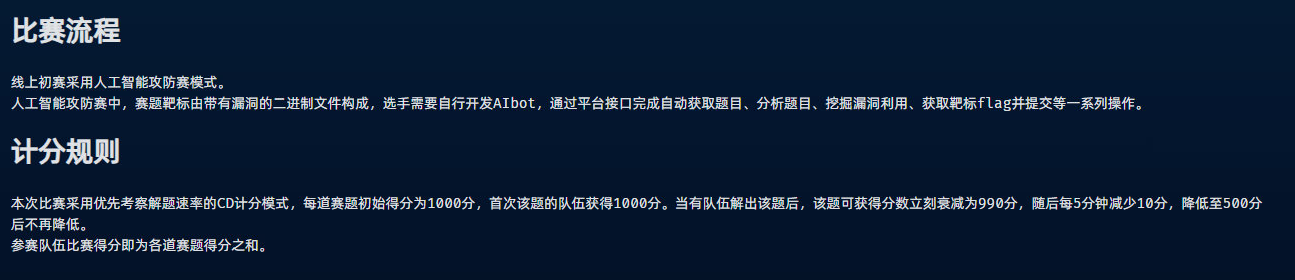 比赛流程
线上初赛采用人工智能攻防赛模式。
人工智能攻防赛中，赛题靶标由带有漏洞的二进制文件构成，选手需要自行开发AIbot，通过平台接口完成自动获取题目、分析题目、挖掘漏洞利用、获取靶标flag并提交等一系列操作。
计分规则
本次比赛采用优先考察解题速率的CD计分模式，每道赛题初始得分为1000分，首次该题的队伍获得1000分。当有队伍解出该题后，该题可获得分数立刻衰减为990分，随后每5分钟减少10分，降低至500分
后不再降低。
参赛队伍比赛得分即为各道赛题得分之和。